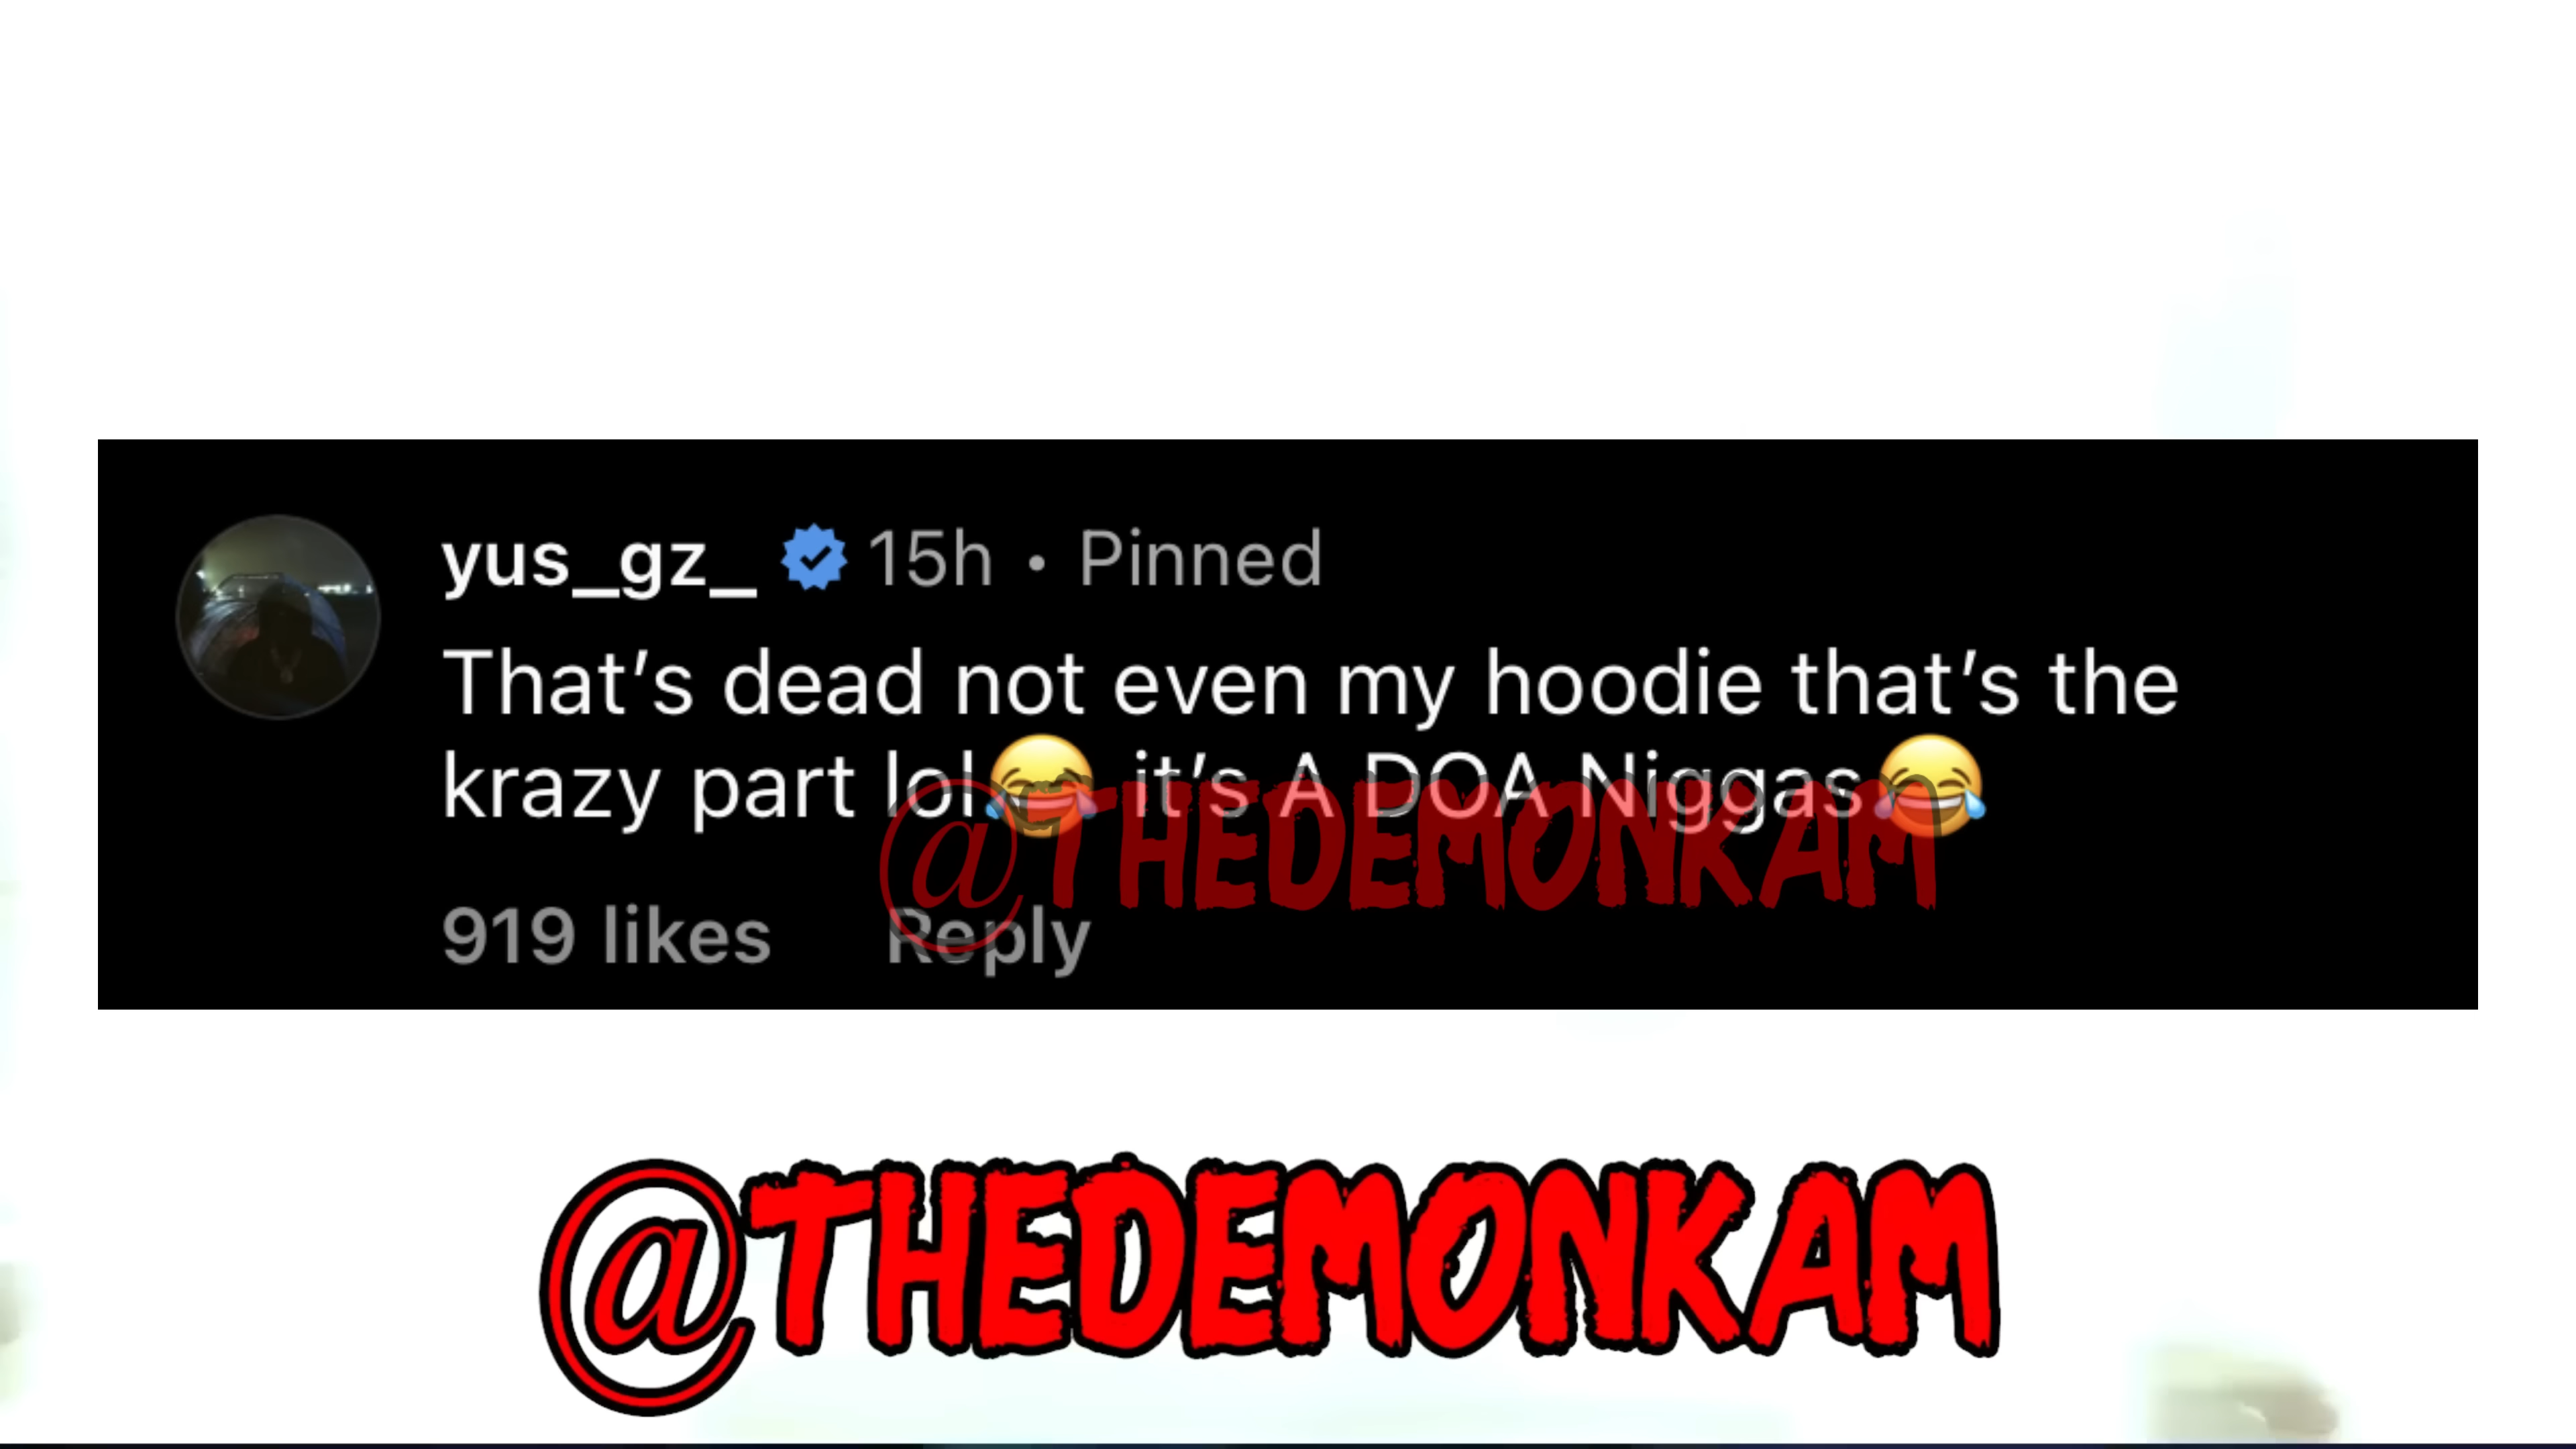 yus_gz_ 15h • Pinned
That's dead not even my hoodie that's the
krazy part lol😂 it's A DOA Niggas😂
@THEDEMONKAM
919 likes Reply
@THEDEMONKAM